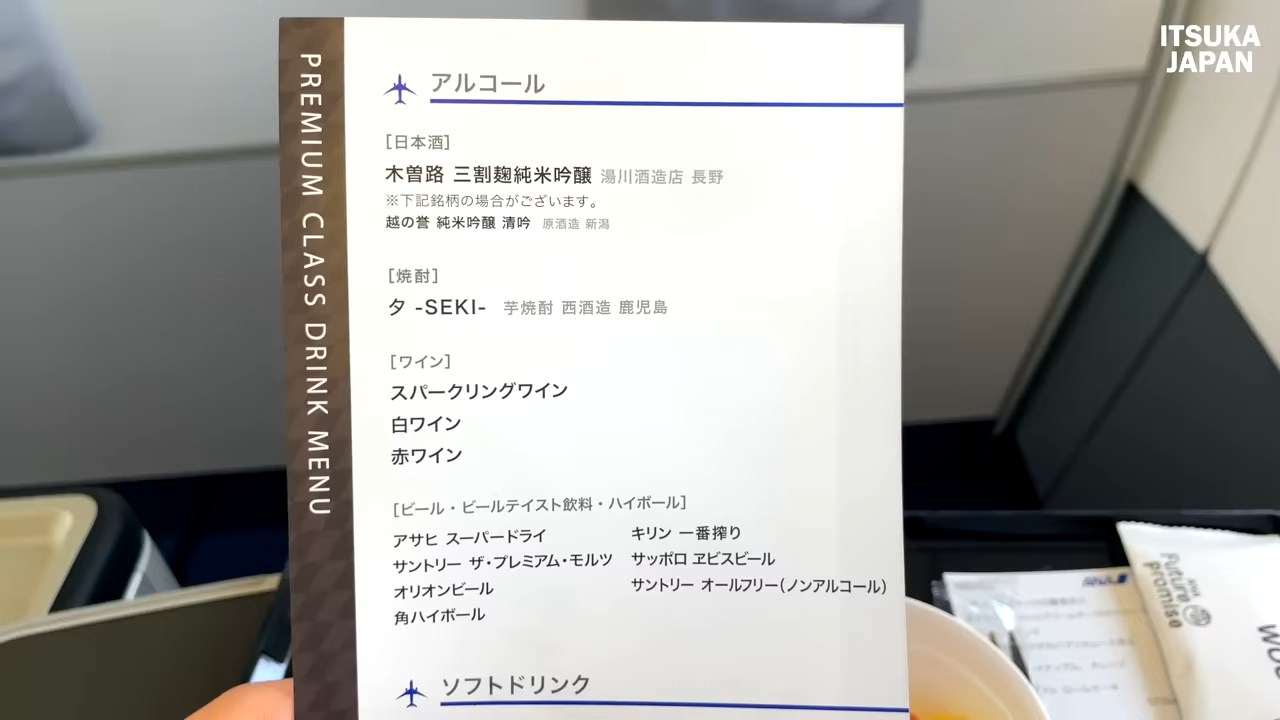 ITSUKA
JAPAN
PREMIUM CLASS DRINK MENU
アルコール
[日本酒]
木曽路 三割麹純米吟醸 湯川酒造店 長野
※下記銘柄の場合がございます。
越の誉 純米吟醸 清吟 原酒造 新潟
[焼酎]
夕 -SEKI- 芋焼酎 西酒造 鹿児島
[ワイン]
スパークリングワイン
白ワイン
赤ワイン
[ビール・ビールテイスト飲料・ハイボール]
アサヒ スーパードライ キリン 一番搾り
サントリー ザ・プレミアム・モルツ サッポロ ヱビスビール
オリオンビール サントリー オールフリー(ノンアルコール)
角ハイボール
ソフトドリンク
ANA
Future
Promise